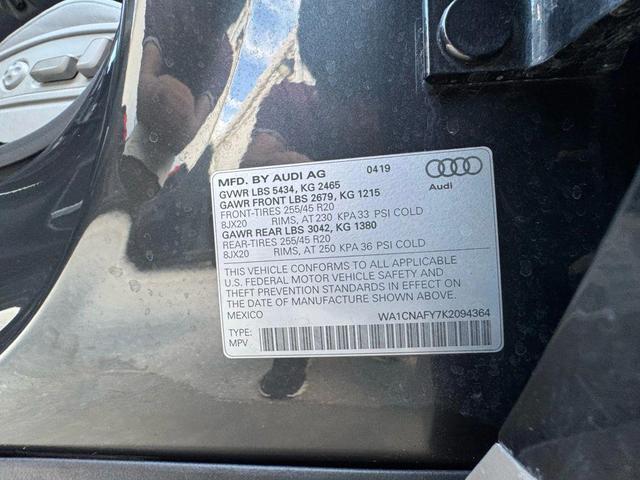 MFD. BY AUDI AG 0419
GVWR LBS 5434, KG 2465
GAWR FRONT LBS 2679, KG 1215
FRONT-TIRES 255/45 R20
8JX20 RIMS, AT 230 KPA 33 PSI COLD
GAWR REAR LBS 3042, KG 1380
REAR-TIRES 255/45 R20
8JX20 RIMS, AT 250 KPA 36 PSI COLD
Audi
THIS VEHICLE CONFORMS TO ALL APPLICABLE
U.S. FEDERAL MOTOR VEHICLE SAFETY AND
THEFT PREVENTION STANDARDS IN EFFECT ON
THE DATE OF MANUFACTURE SHOWN ABOVE.
MEXICO WA1CNAFY7K2094364
TYPE:
MPV